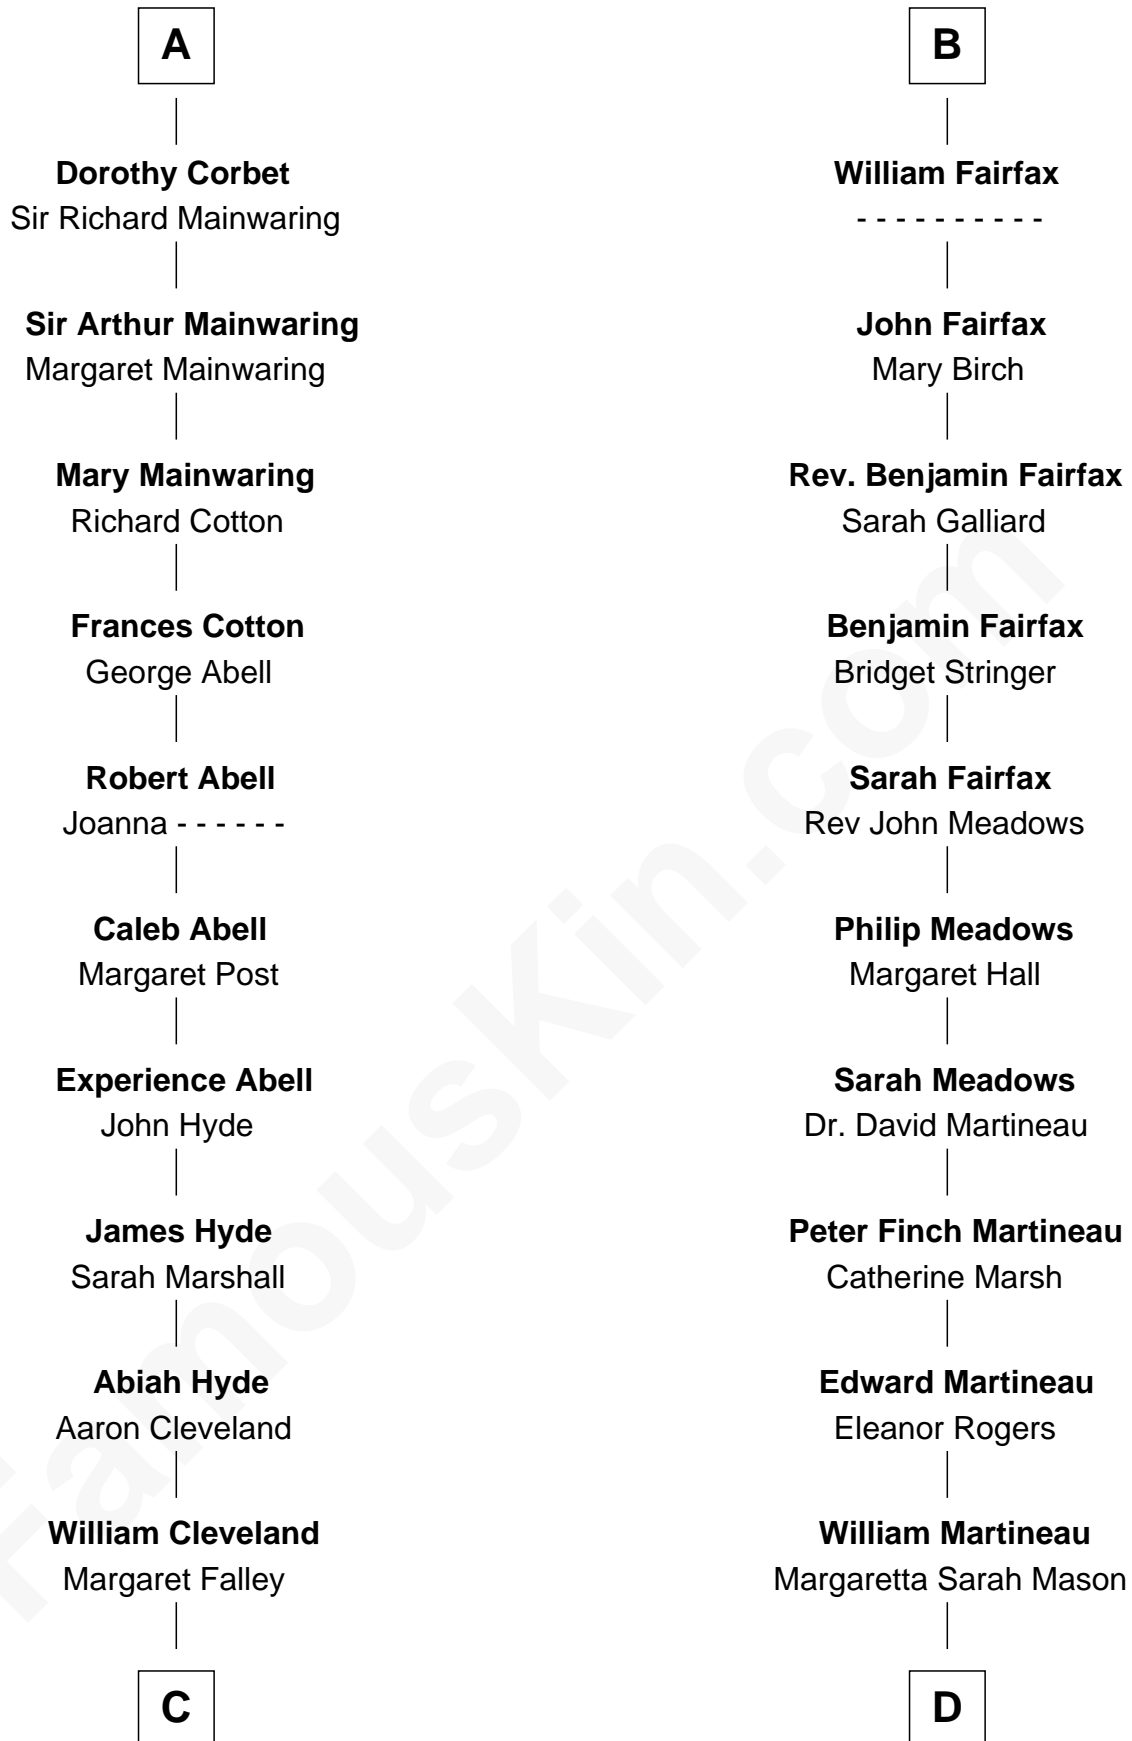 A
Dorothy Corbet
Sir Richard Mainwaring
Sir Arthur Mainwaring
Margaret Mainwaring
Mary Mainwaring
Richard Cotton
Frances Cotton
George Abell
Robert Abell
Joanna - - - - - -
Caleb Abell
Margaret Post
Experience Abell
John Hyde
James Hyde
Sarah Marshall
Abiah Hyde
Aaron Cleveland
William Cleveland
Margaret Falley
C
B
William Fairfax
- - - - - - - - - -
John Fairfax
Mary Birch
Rev. Benjamin Fairfax
Sarah Galliard
Benjamin Fairfax
Bridget Stringer
Sarah Fairfax
Rev John Meadows
Philip Meadows
Margaret Hall
Sarah Meadows
Dr. David Martineau
Peter Finch Martineau
Catherine Marsh
Edward Martineau
Eleanor Rogers
William Martineau
Margaretta Sarah Mason
D
FamousKin.com